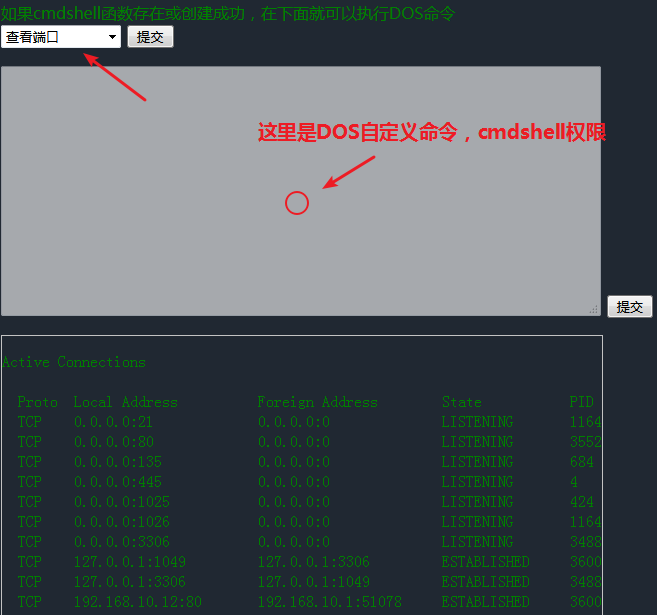 如果cmdshell函数存在或创建成功，在下面就可以执行DOS命令
查看端口 提交
这里是DOS自定义命令，cmdshell权限
提交
Active Connections
Proto Local Address Foreign Address State PID
TCP 0.0.0.0:21 0.0.0.0:0 LISTENING 1164
TCP 0.0.0.0:80 0.0.0.0:0 LISTENING 3552
TCP 0.0.0.0:135 0.0.0.0:0 LISTENING 684
TCP 0.0.0.0:445 0.0.0.0:0 LISTENING 4
TCP 0.0.0.0:1025 0.0.0.0:0 LISTENING 424
TCP 0.0.0.0:1026 0.0.0.0:0 LISTENING 1164
TCP 0.0.0.0:3306 0.0.0.0:0 LISTENING 3488
TCP 127.0.0.1:1049 127.0.0.1:3306 ESTABLISHED 3600
TCP 127.0.0.1:3306 127.0.0.1:1049 ESTABLISHED 3488
TCP 192.168.10.12:80 192.168.10.1:51078 ESTABLISHED 3600